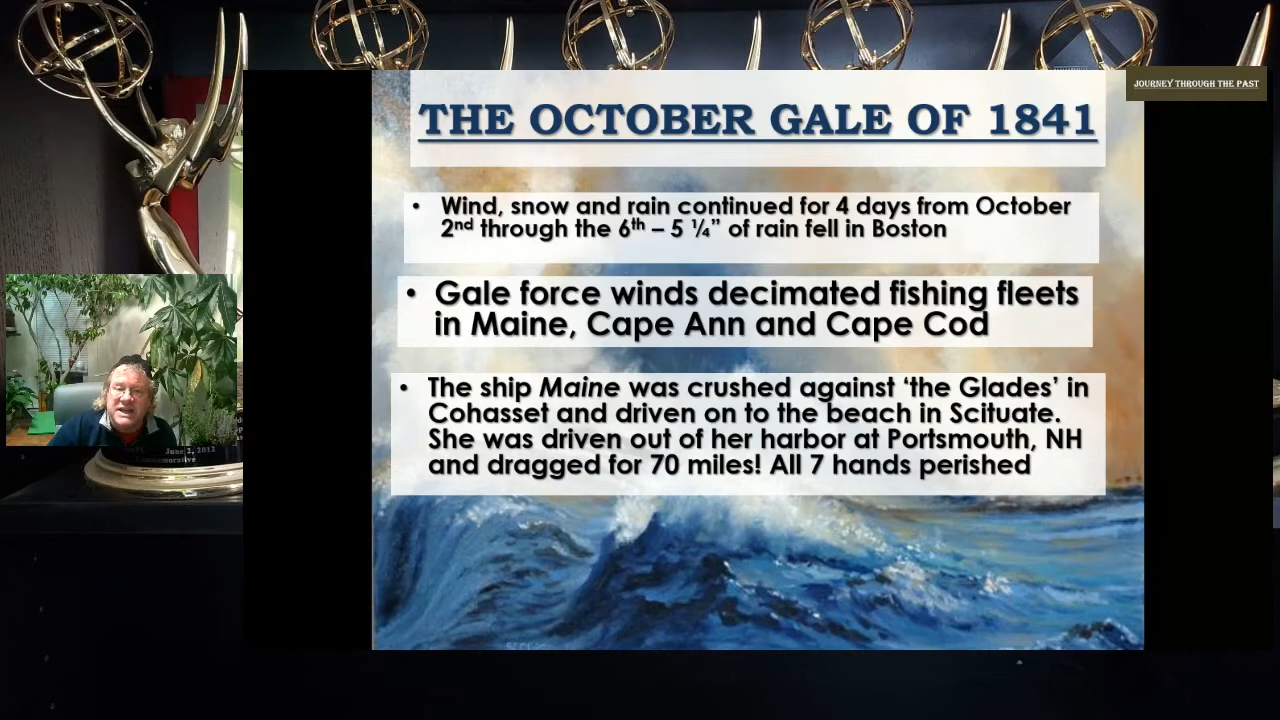 JOURNEY THROUGH THE PAST
THE OCTOBER GALE OF 1841
• Wind, snow and rain continued for 4 days from October
2nd through the 6th – 5 ¼” of rain fell in Boston
• Gale force winds decimated fishing fleets
in Maine, Cape Ann and Cape Cod
• The ship Maine was crushed against ‘the Glades’ in
Cohasset and driven on to the beach in Scituate.
She was driven out of her harbor at Portsmouth, NH
and dragged for 70 miles! All 7 hands perished
June 2, 2012
Commemorative